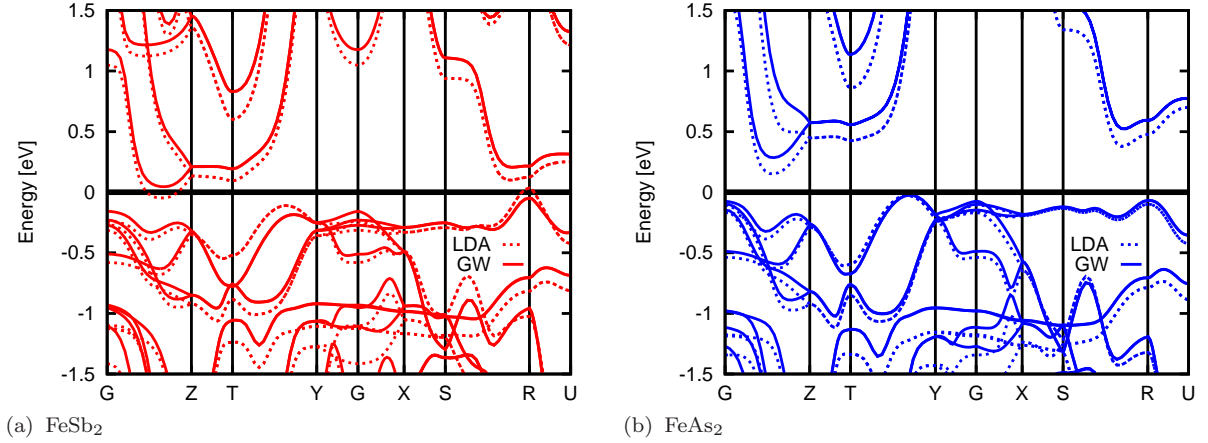 1.5
1
0.5
0
-0.5
-1
-1.5
Energy [eV]
LDA
GW
G Z T Y G X S R U
(a) FeSb₂
1.5
1
0.5
0
-0.5
-1
-1.5
Energy [eV]
LDA
GW
G Z T Y G X S R U
(b) FeAs₂